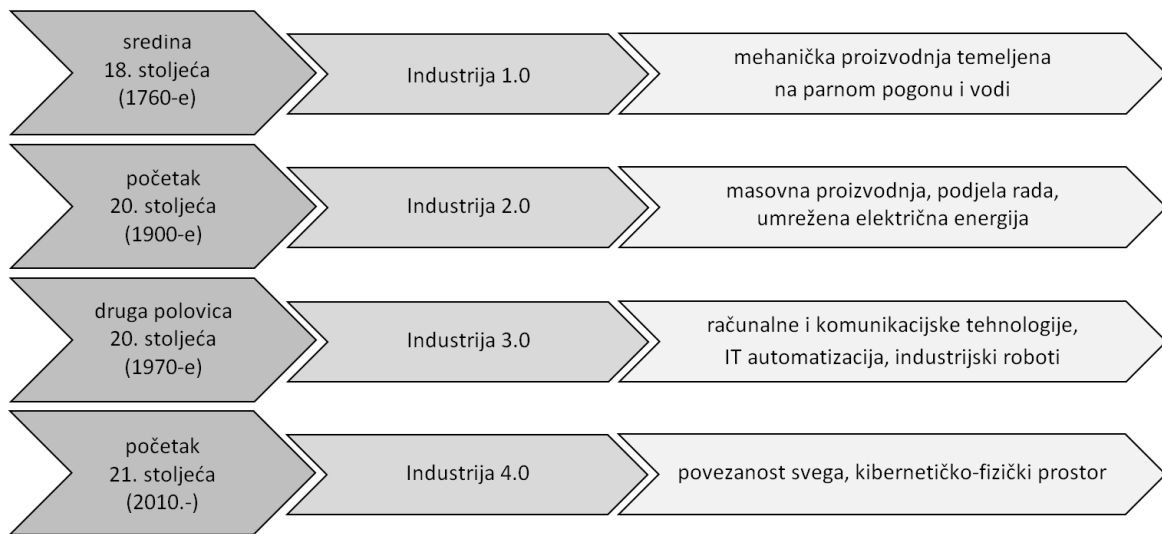 sredina
18. stoljeća
(1760-e)
Industrija 1.0
mehanička proizvodnja temeljena
na parnom pogonu i vodi
početak
20. stoljeća
(1900-e)
Industrija 2.0
masovna proizvodnja, podjela rada,
umrežena električna energija
druga polovica
20. stoljeća
(1970-e)
Industrija 3.0
računalne i komunikacijske tehnologije,
IT automatizacija, industrijski roboti
početak
21. stoljeća
(2010.-)
Industrija 4.0
povezanost svega, kibernetičko-fizički prostor